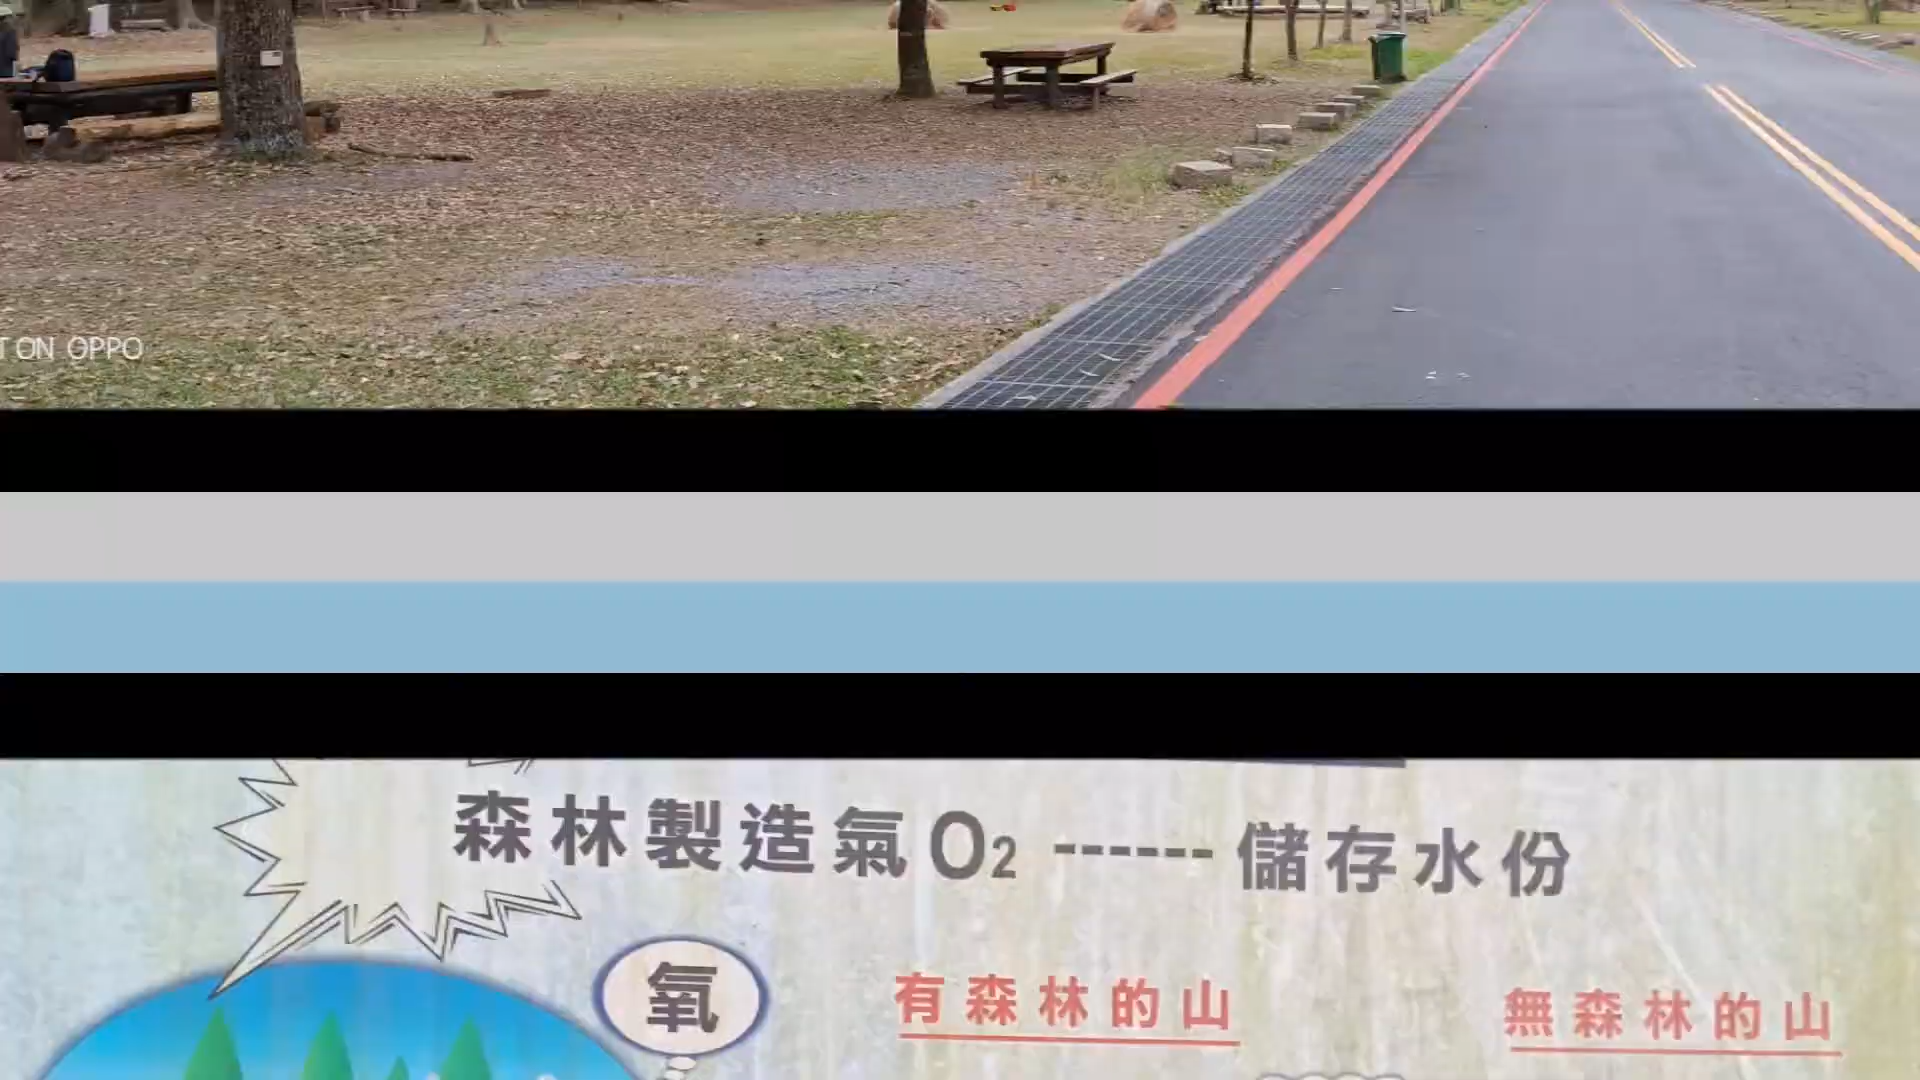 T ON OPPO
森林製造氣O2 ------ 儲存水份
氧
有森林的山
無森林的山